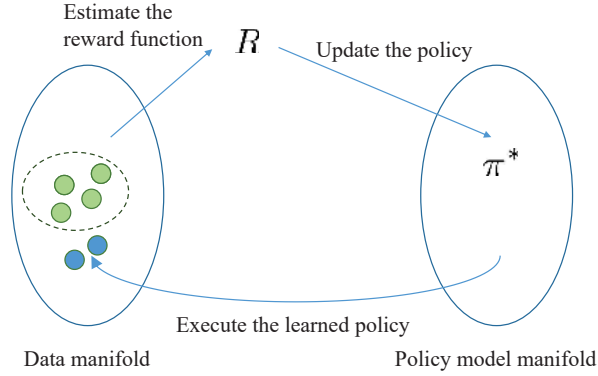 Estimate the
reward function
R
Update the policy
π*
Execute the learned policy
Data manifold
Policy model manifold